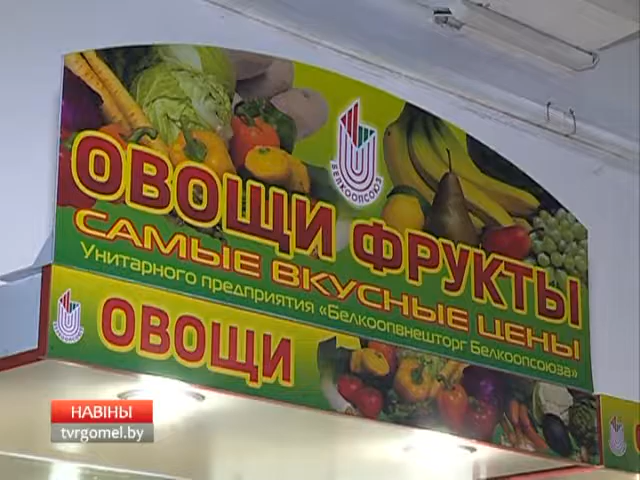 БЕЛКООПСОЮЗ
ОВОЩИ ФРУКТЫ
САМЫЕ ВКУСНЫЕ ЦЕНЫ
Унитарного предприятия «Белкоопвнешторг Белкоопсоюза»
ОВОЩИ
НАВІНЫ
tvrgomel.by